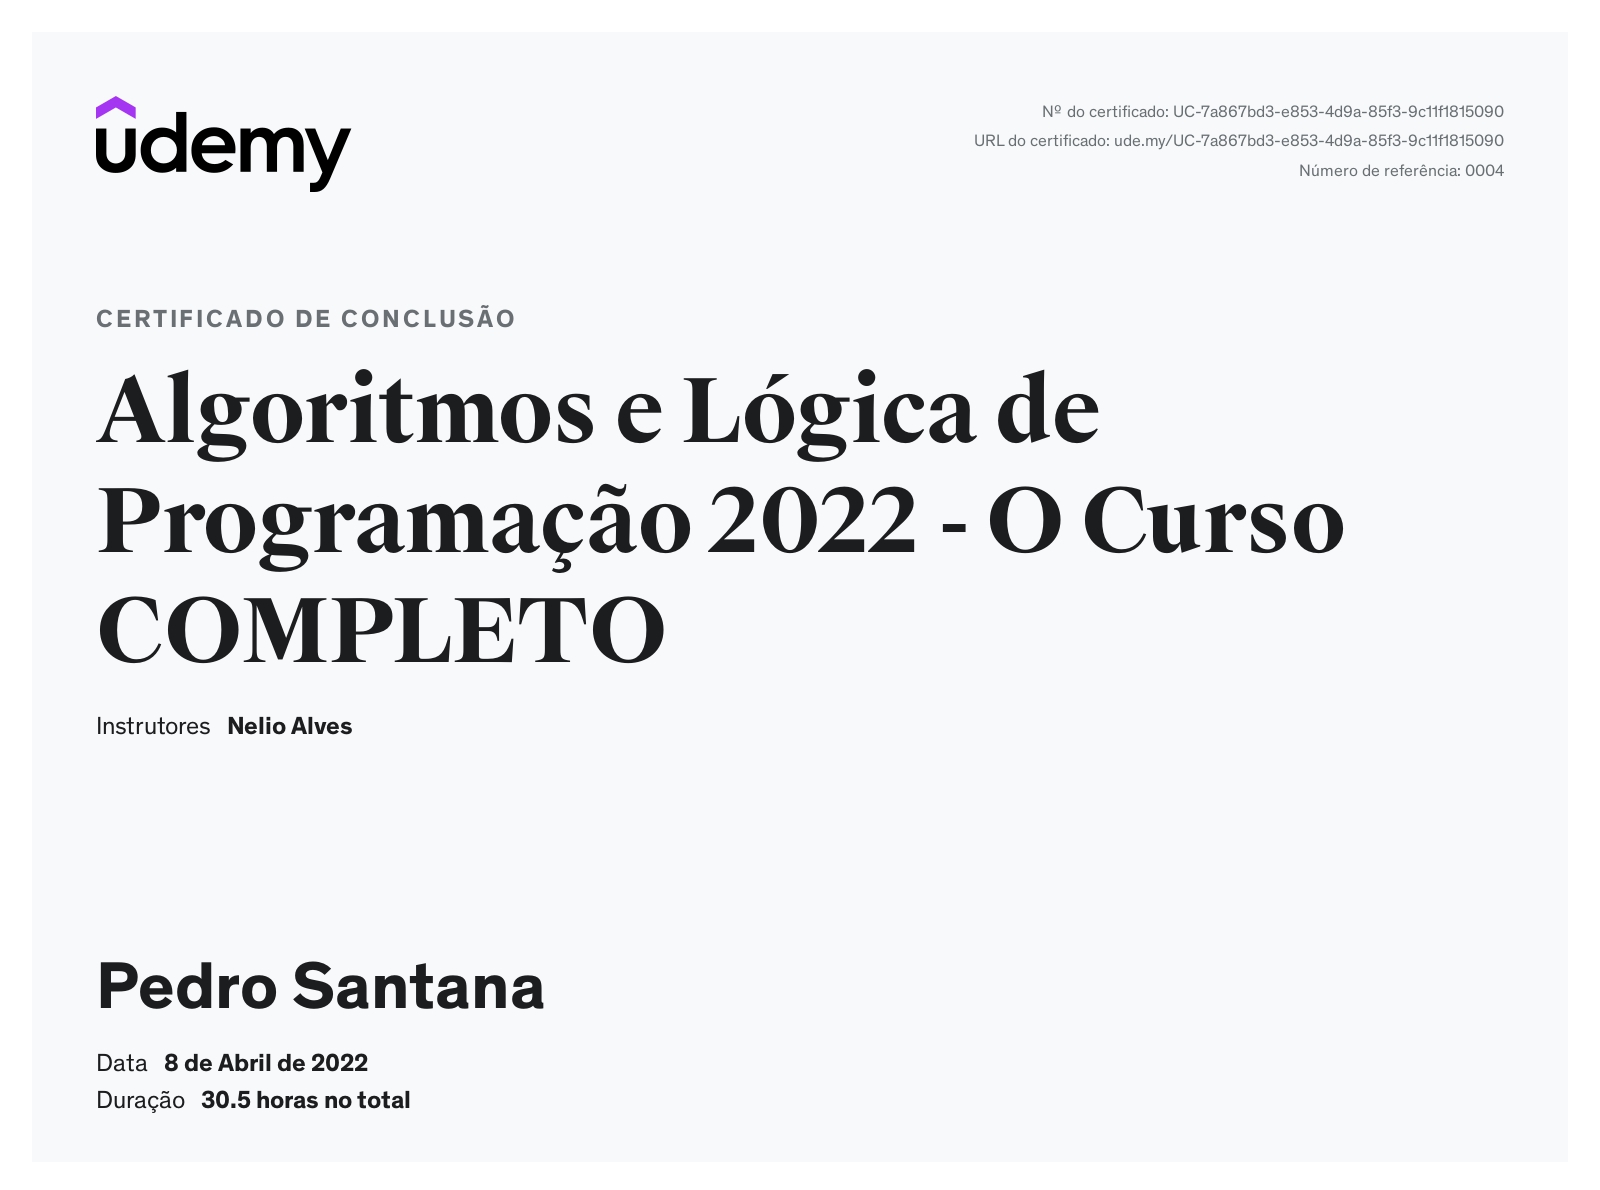 udemy
Nº do certificado: UC-7a867bd3-e853-4d9a-85f3-9c11f1815090
URL do certificado: ude.my/UC-7a867bd3-e853-4d9a-85f3-9c11f1815090
Número de referência: 0004
CERTIFICADO DE CONCLUSÃO
Algoritmos e Lógica de
Programação 2022 - O Curso
COMPLETO
Instrutores Nelio Alves
Pedro Santana
Data 8 de Abril de 2022
Duração 30.5 horas no total